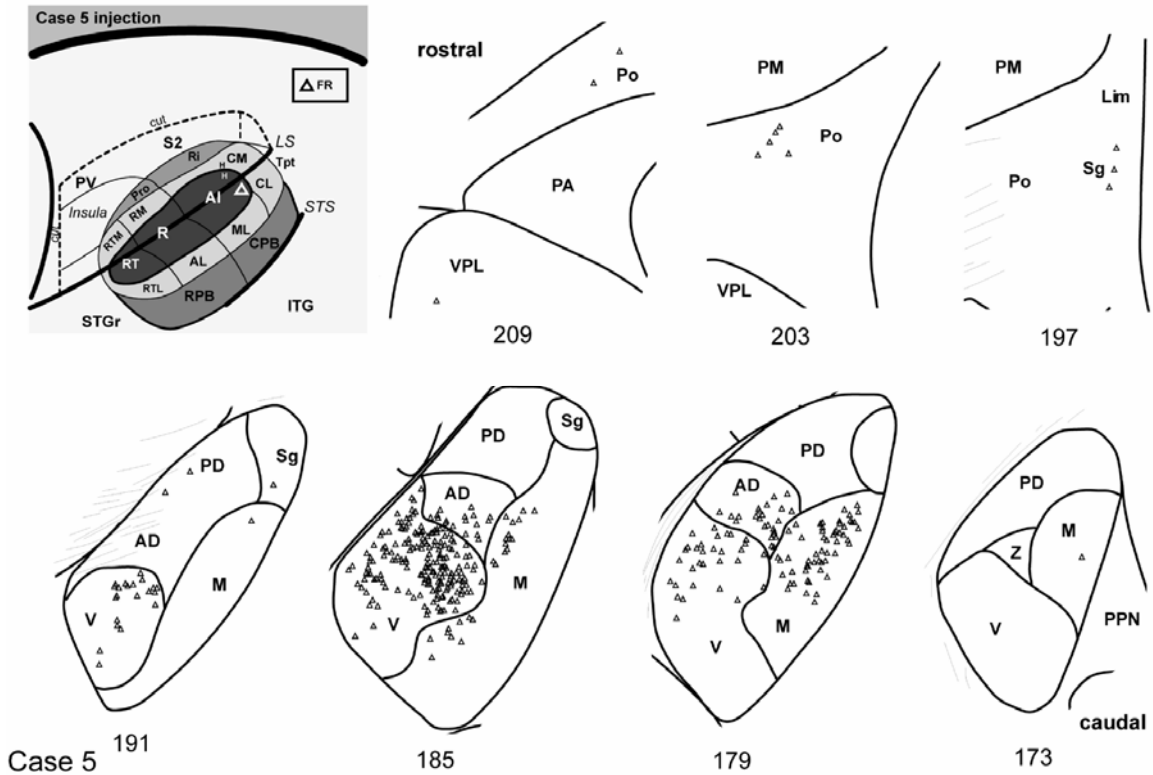 Case 5 injection
FR
cut
S2
LS
Ri
CM
Tpt
H
H
PV
Pro
AI
CL
Insula
RM
STS
cut
RTM
R
ML
CPB
RT
AL
RTL
RPB
ITG
STGr
rostral
Po
PA
VPL
209
PM
Po
VPL
203
PM
Lim
Sg
Po
197
PD
Sg
AD
M
V
191
PD
Sg
AD
M
V
185
PD
AD
M
V
179
PD
M
Z
V
PPN
caudal
173
Case 5